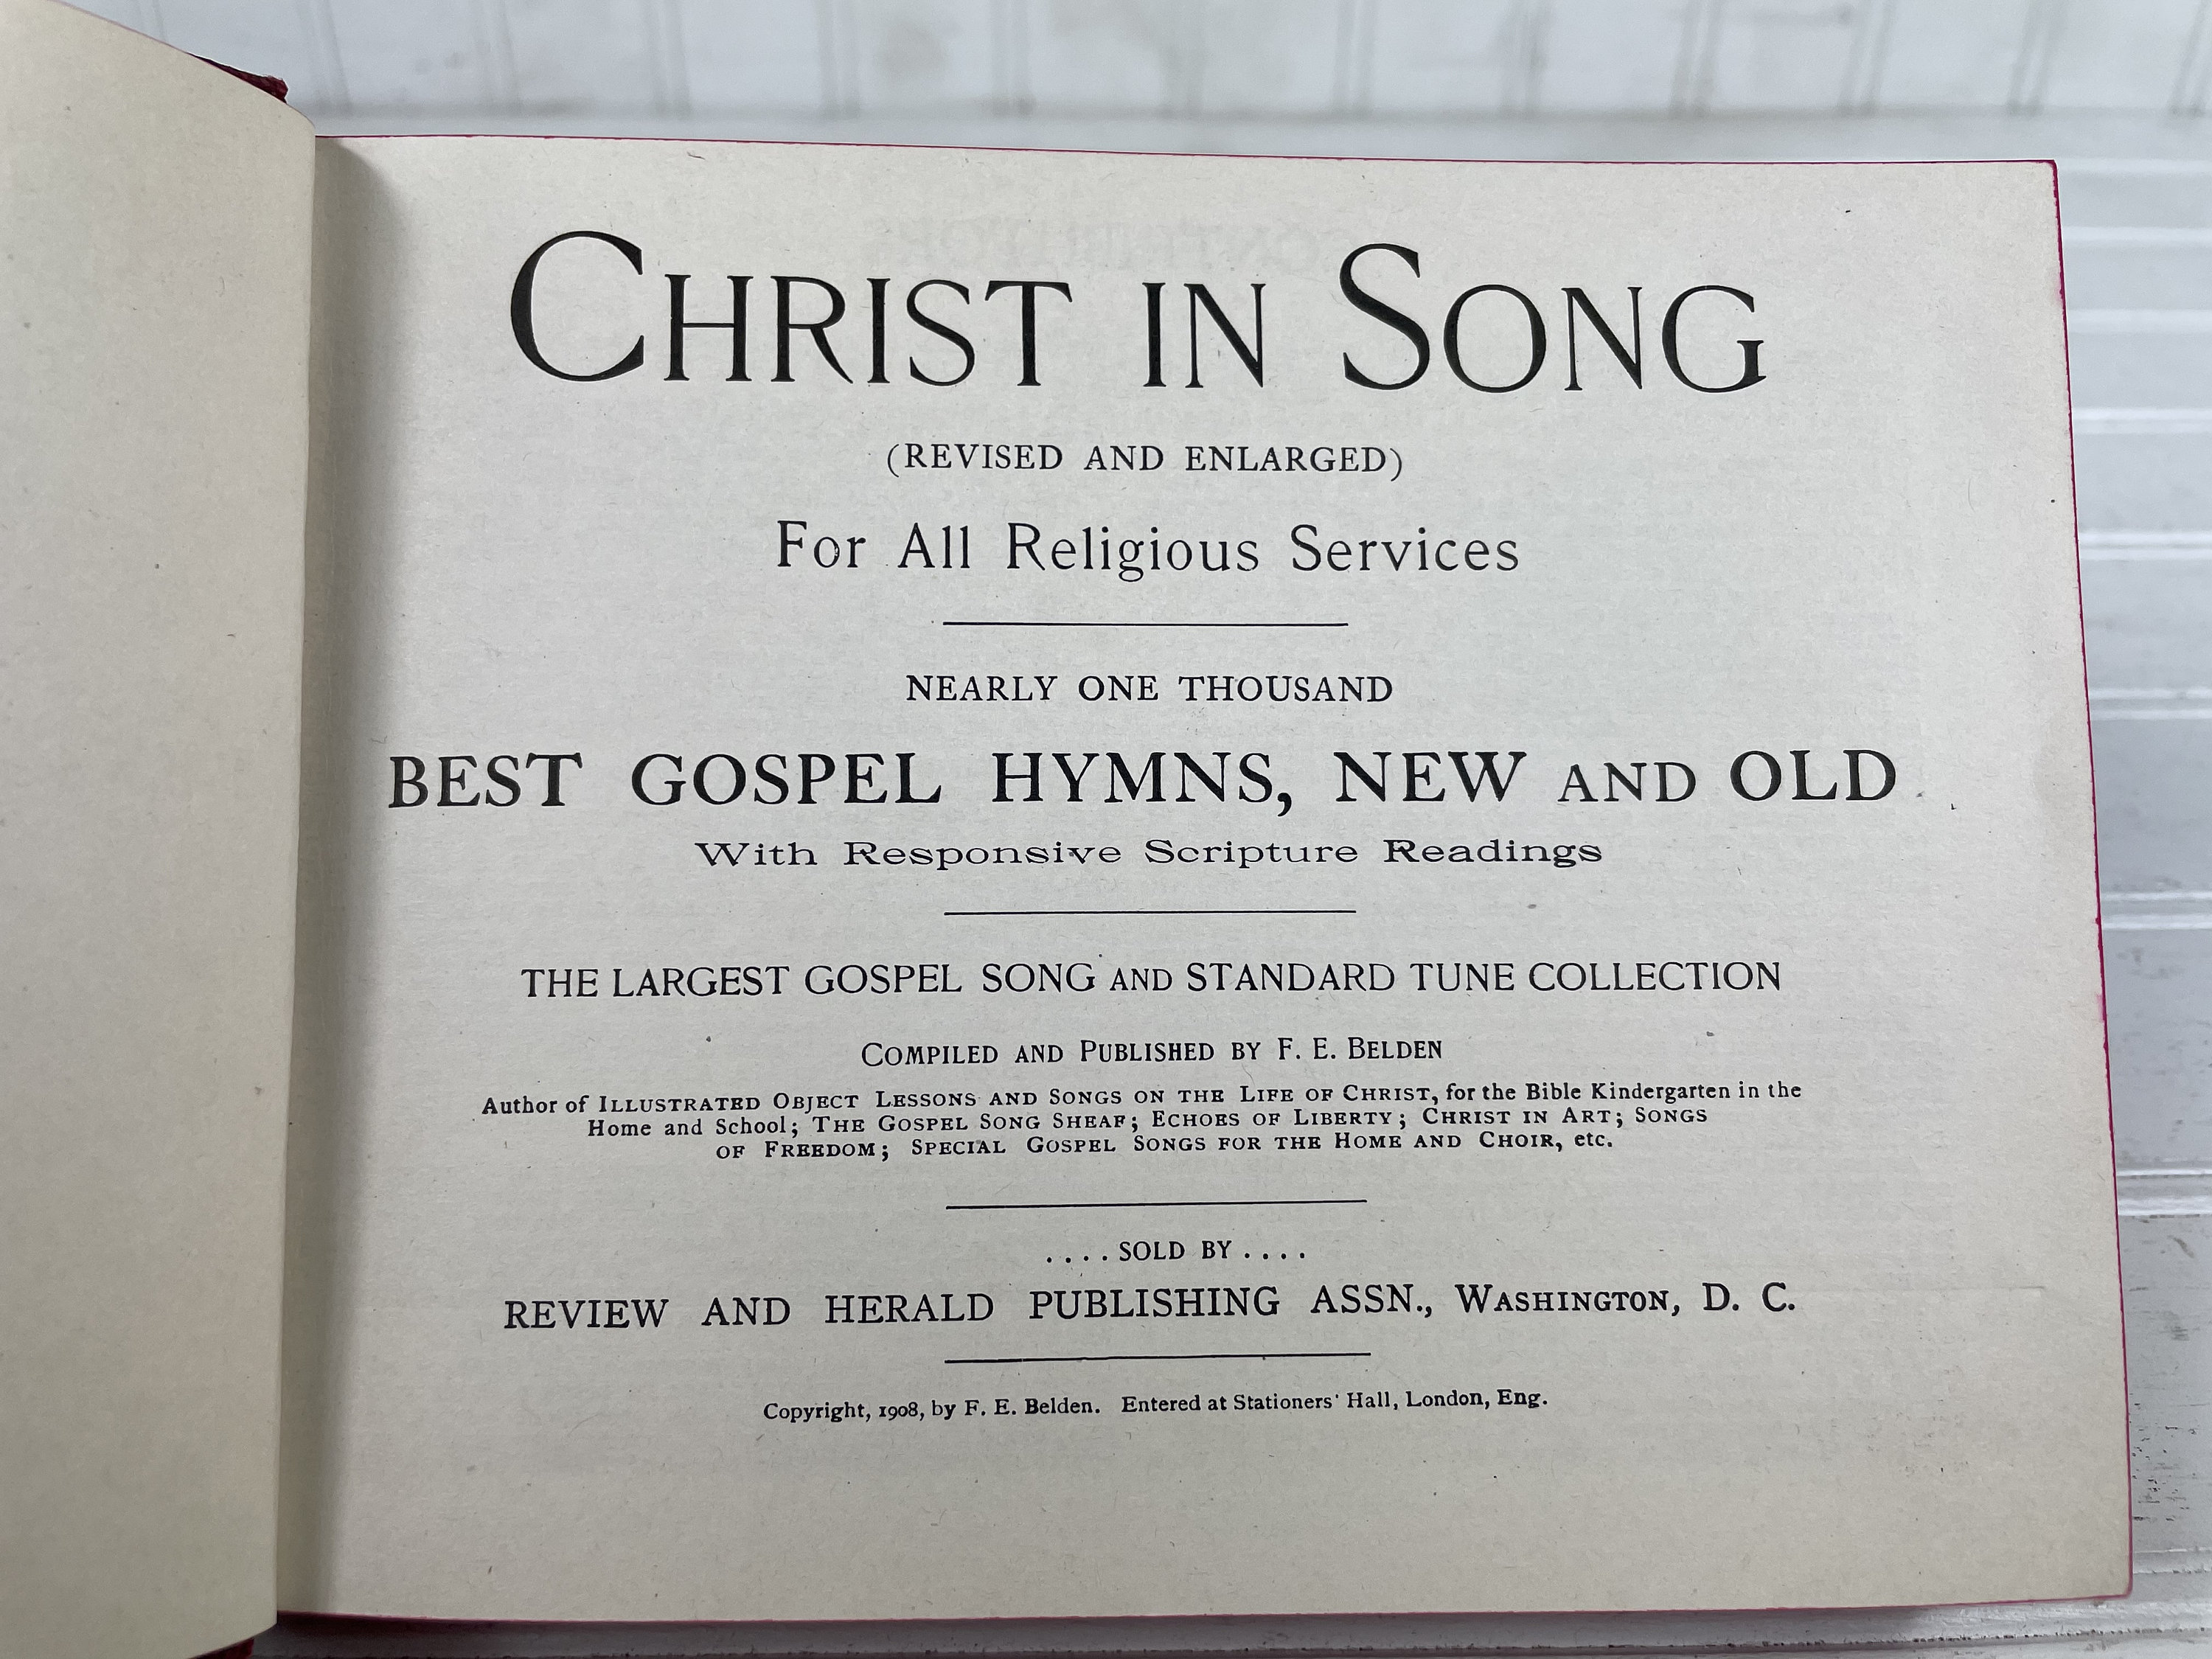 CHRIST IN SONG
(REVISED AND ENLARGED)
For All Religious Services
NEARLY ONE THOUSAND
BEST GOSPEL HYMNS, NEW AND OLD
With Responsive Scripture Readings
THE LARGEST GOSPEL SONG AND STANDARD TUNE COLLECTION
COMPILED AND PUBLISHED BY F. E. BELDEN
Author of ILLUSTRATED OBJECT LESSONS AND SONGS ON THE LIFE OF CHRIST, for the Bible Kindergarten in the
Home and School; THE GOSPEL SONG SHEAF; ECHOES OF LIBERTY; CHRIST IN ART; SONGS
OF FREEDOM; SPECIAL GOSPEL SONGS FOR THE HOME AND CHOIR, etc.
....SOLD BY....
REVIEW AND HERALD PUBLISHING ASSN., WASHINGTON, D. C.
Copyright, 1908, by F. E. Belden. Entered at Stationers' Hall, London, Eng.